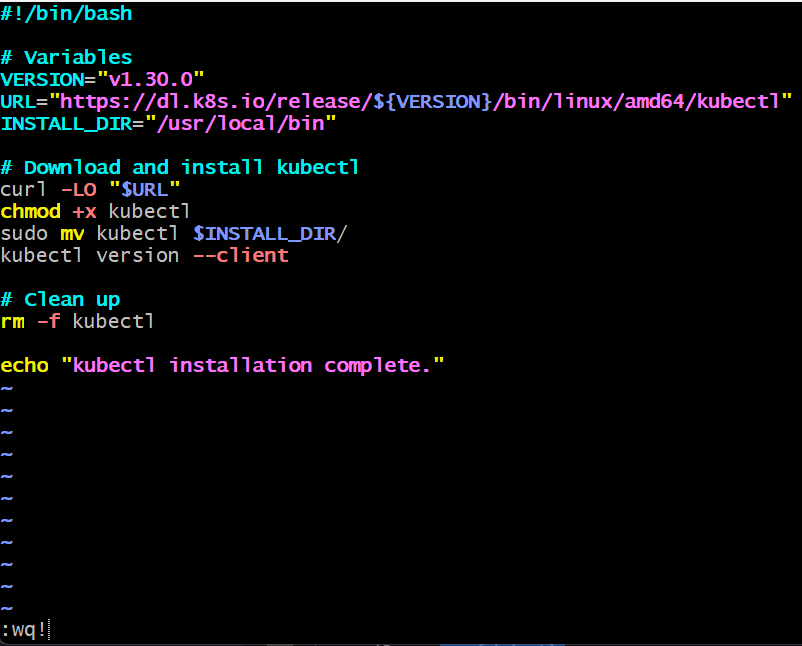 #!/bin/bash
# Variables
VERSION="v1.30.0"
URL="https://dl.k8s.io/release/${VERSION}/bin/linux/amd64/kubectl"
INSTALL_DIR="/usr/local/bin"
# Download and install kubectl
curl -LO "$URL"
chmod +x kubectl
sudo mv kubectl $INSTALL_DIR/
kubectl version --client
# Clean up
rm -f kubectl
echo "kubectl installation complete."
~
~
~
~
~
~
~
~
~
~
~
:wq!